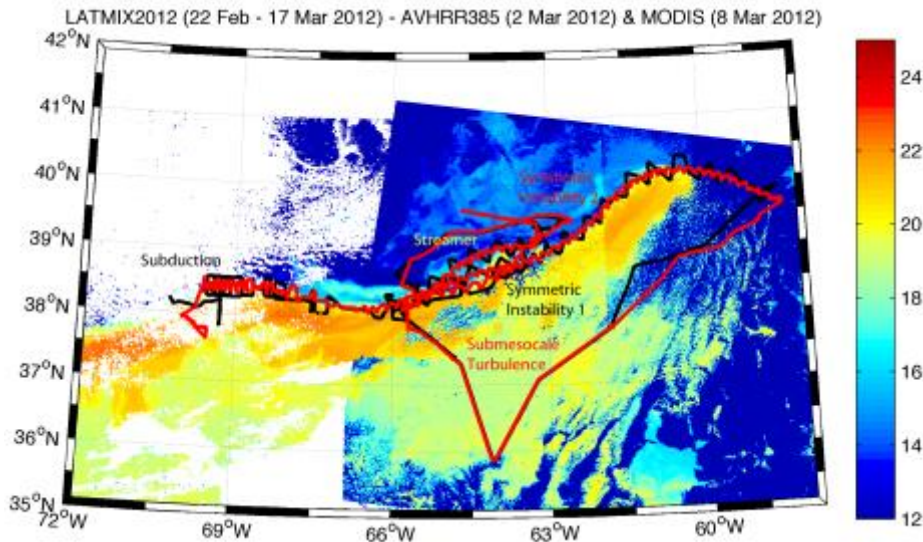 LATMIX2012 (22 Feb - 17 Mar 2012) - AVHRR385 (2 Mar 2012) & MODIS (8 Mar 2012)
42°N
41°N
40°N
39°N
38°N
37°N
36°N
35°N
72°W
69°W
66°W
63°W
60°W
Symmetric
Instability 2
Streamer
Subduction
Symmetric
Instability 1
Submesocale
Turbulence
24
22
20
18
16
14
12